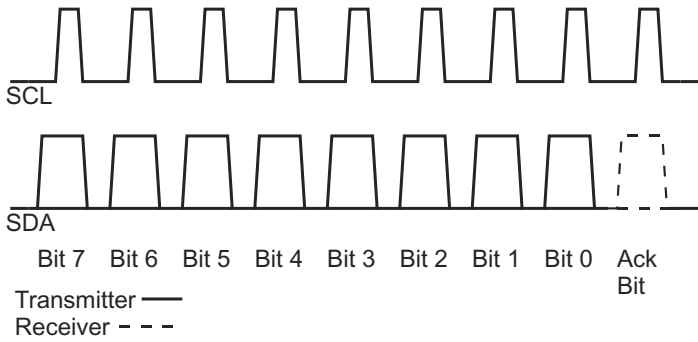 SCL
SDA
Bit 7 Bit 6 Bit 5 Bit 4 Bit 3 Bit 2 Bit 1 Bit 0 Ack
Bit
Transmitter
Receiver